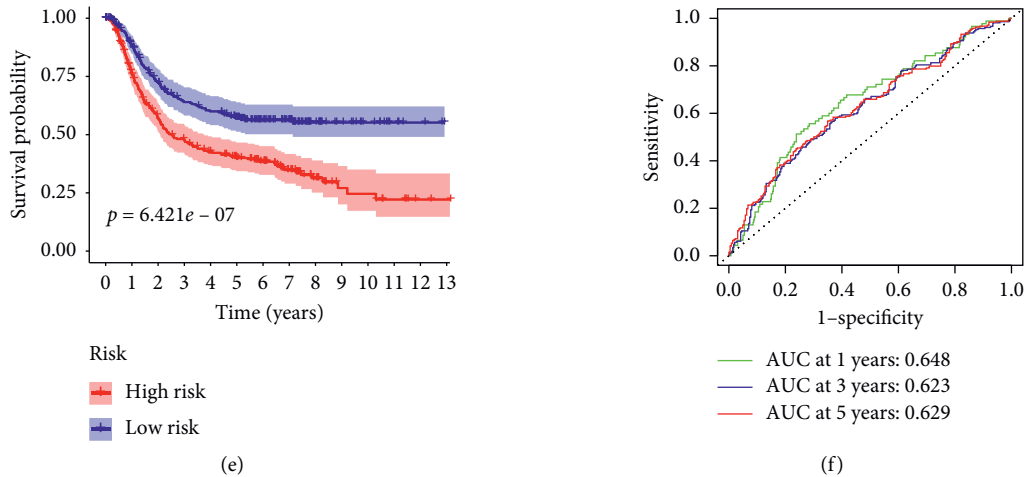 Survival probability
1.00
0.75
0.50
0.25
0.00
p = 6.421e – 07
0 1 2 3 4 5 6 7 8 9 10 11 12 13
Time (years)
Risk
High risk
Low risk
(e)
Sensitivity
1.0
0.8
0.6
0.4
0.2
0.0
0.0 0.2 0.4 0.6 0.8 1.0
1–specificity
AUC at 1 years: 0.648
AUC at 3 years: 0.623
AUC at 5 years: 0.629
(f)